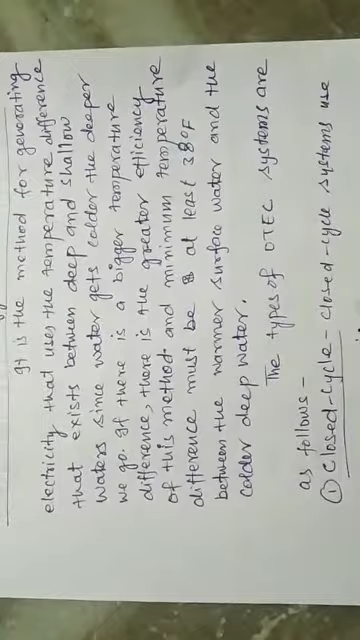 It is the method for generating
electricity that uses the temperature difference
that exists between deep and shallow
waters since water gets colder the deeper
we go. If there is a bigger temperature
difference, there is the greater efficiency
of this method and minimum temperature
difference must be at least 38°F
between the warmer surface water and the
colder deep water.
The types of OTEC systems are
as follows -
① Closed-cycle - closed-cycle systems use